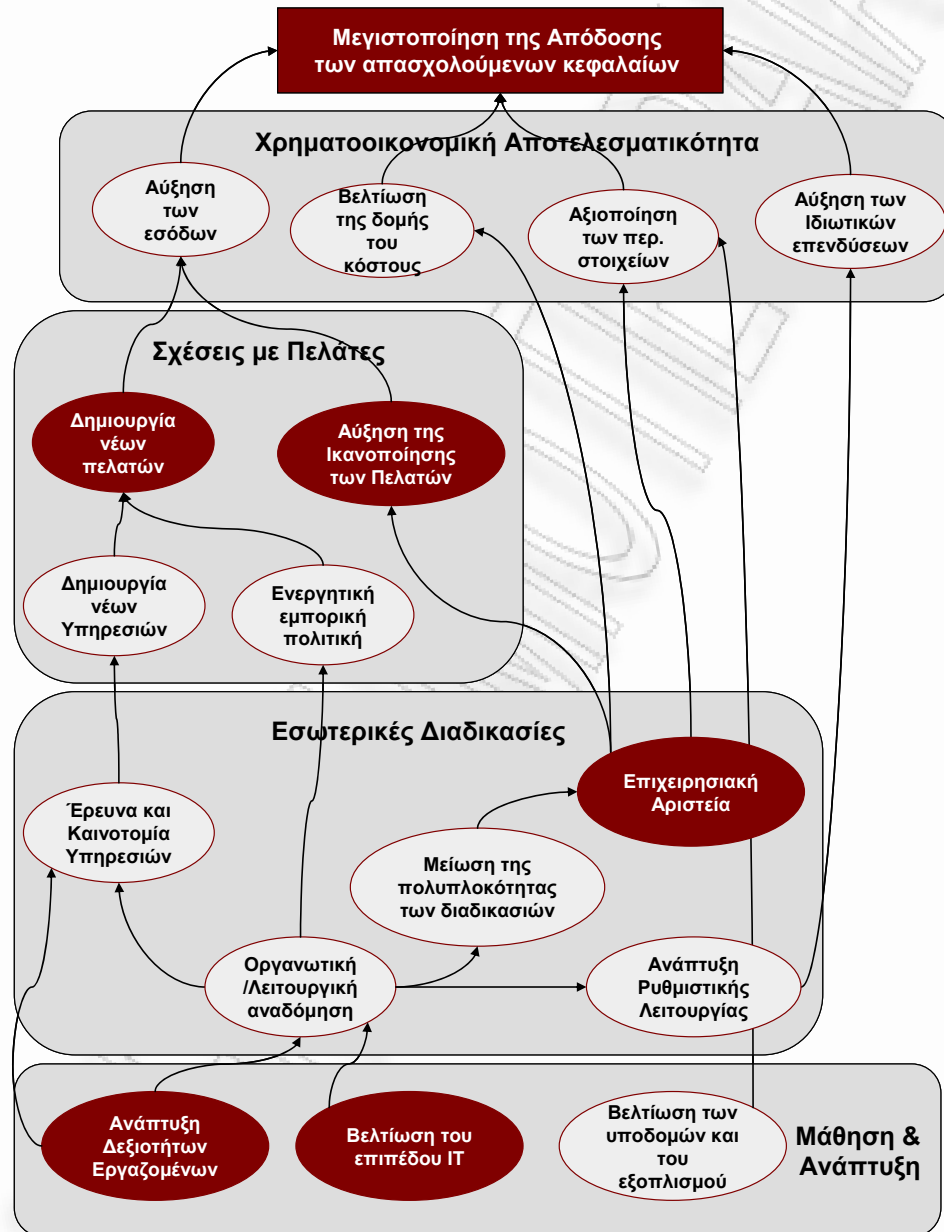 Μεγιστοποίηση της Απόδοσης
των απασχολούμενων κεφαλαίων
Χρηματοοικονομική Αποτελεσματικότητα
Αύξηση
των
εσόδων
Βελτίωση
της δομής
του
κόστους
Αξιοποίηση
των περ.
στοιχείων
Αύξηση των
Ιδιωτικών
επενδύσεων
Σχέσεις με Πελάτες
Δημιουργία
νέων
πελατών
Αύξηση της
Ικανοποίησης
των Πελατών
Δημιουργία
νέων
Υπηρεσιών
Ενεργητική
εμπορική
πολιτική
Εσωτερικές Διαδικασίες
Επιχειρησιακή
Αριστεία
Έρευνα και
Καινοτομία
Υπηρεσιών
Μείωση της
πολυπλοκότητας
των διαδικασιών
Οργανωτική
/Λειτουργική
αναδόμηση
Ανάπτυξη
Ρυθμιστικής
Λειτουργίας
Ανάπτυξη
Δεξιοτήτων
Εργαζομένων
Βελτίωση του
επιπέδου IT
Βελτίωση των
υποδομών και
του
εξοπλισμού
Μάθηση &
Ανάπτυξη